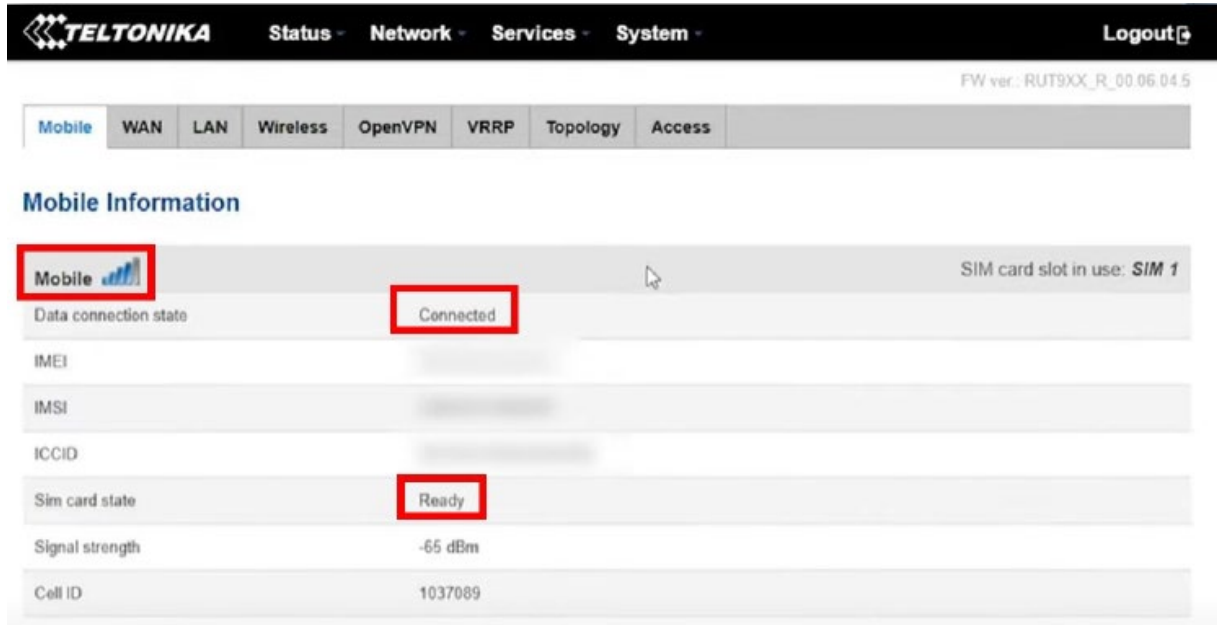 TELTONIKA Status Network Services System Logout
FW ver.: RUT9XX_R_00.06.04.5
Mobile WAN LAN Wireless OpenVPN VRRP Topology Access
Mobile Information
Mobile SIM card slot in use: SIM 1
Data connection state Connected
IMEI
IMSI
ICCID
Sim card state Ready
Signal strength -65 dBm
Cell ID 1037089